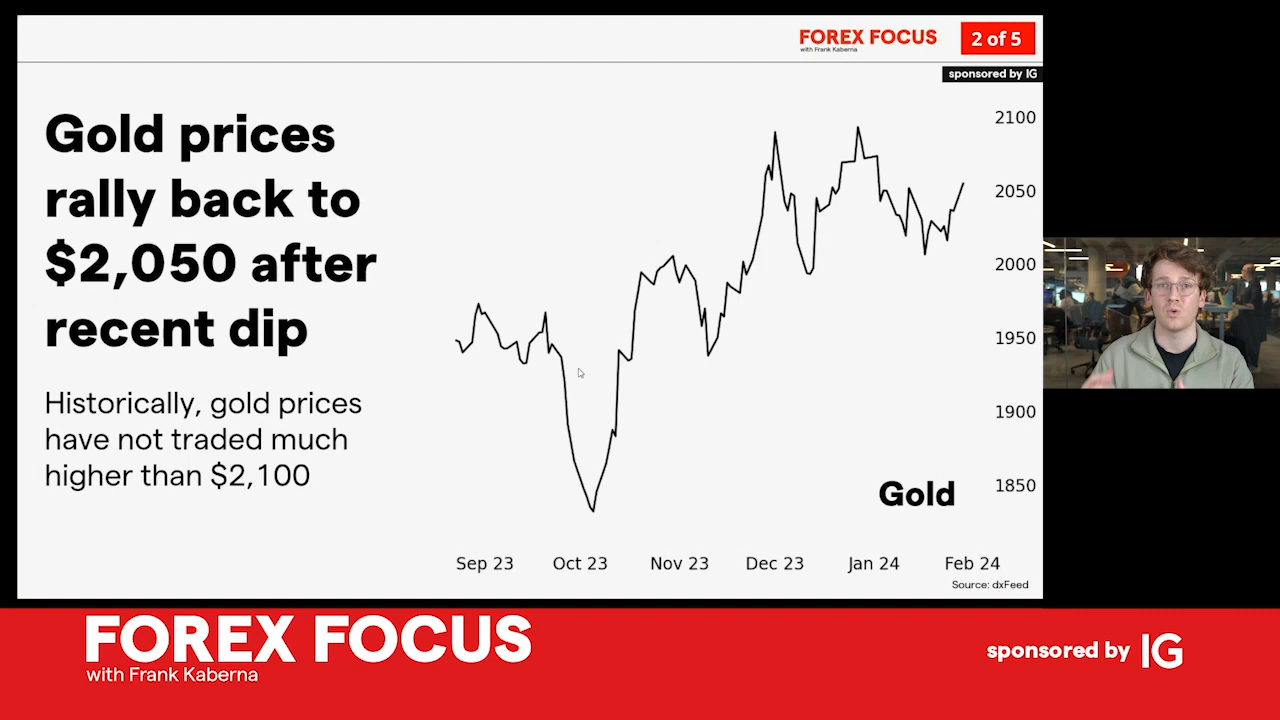 FOREX FOCUS
with Frank Kaberna
2 of 5
sponsored by IG
Gold prices
rally back to
$2,050 after
recent dip
Historically, gold prices
have not traded much
higher than $2,100
2100
2050
2000
1950
1900
1850
Gold
Sep 23
Oct 23
Nov 23
Dec 23
Jan 24
Feb 24
Source: dxFeed
FOREX FOCUS
with Frank Kaberna
sponsored by IG